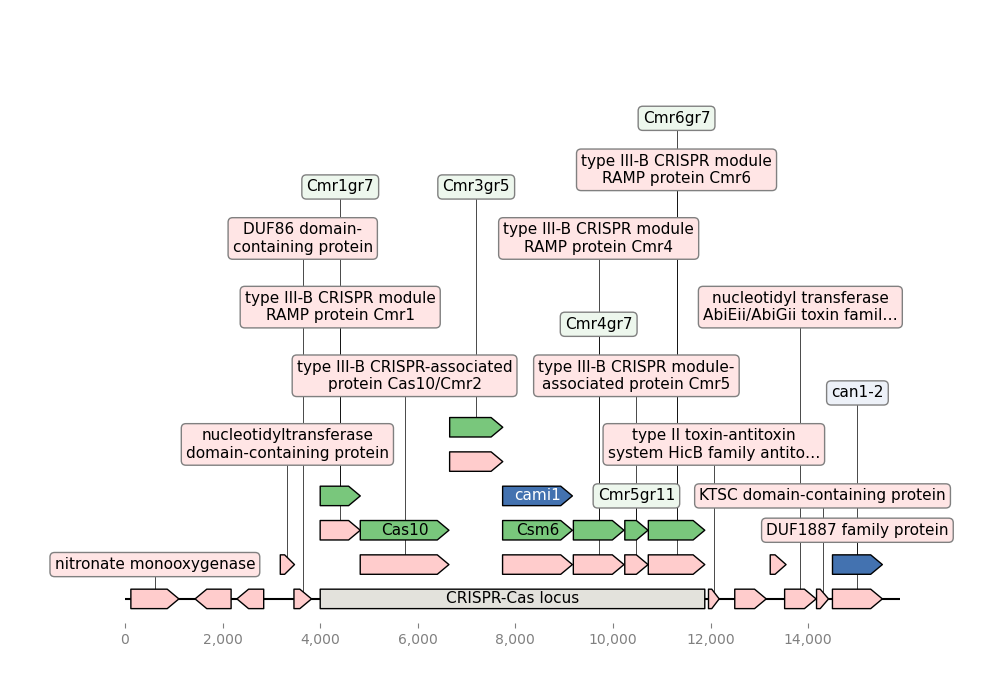 Cmr6gr7
type III-B CRISPR module
RAMP protein Cmr6
Cmr1gr7
Cmr3gr5
DUF86 domain-
containing protein
type III-B CRISPR module
RAMP protein Cmr4
type III-B CRISPR module
RAMP protein Cmr1
nucleotidyl transferase
AbiEii/AbiGii toxin famil...
Cmr4gr7
type III-B CRISPR-associated
protein Cas10/Cmr2
type III-B CRISPR module-
associated protein Cmr5
can1-2
nucleotidyltransferase
domain-containing protein
type II toxin-antitoxin
system HicB family antito...
cami1
Cmr5gr11
KTSC domain-containing protein
Cas10
Csm6
DUF1887 family protein
nitronate monooxygenase
CRISPR-Cas locus
0
2,000
4,000
6,000
8,000
10,000
12,000
14,000